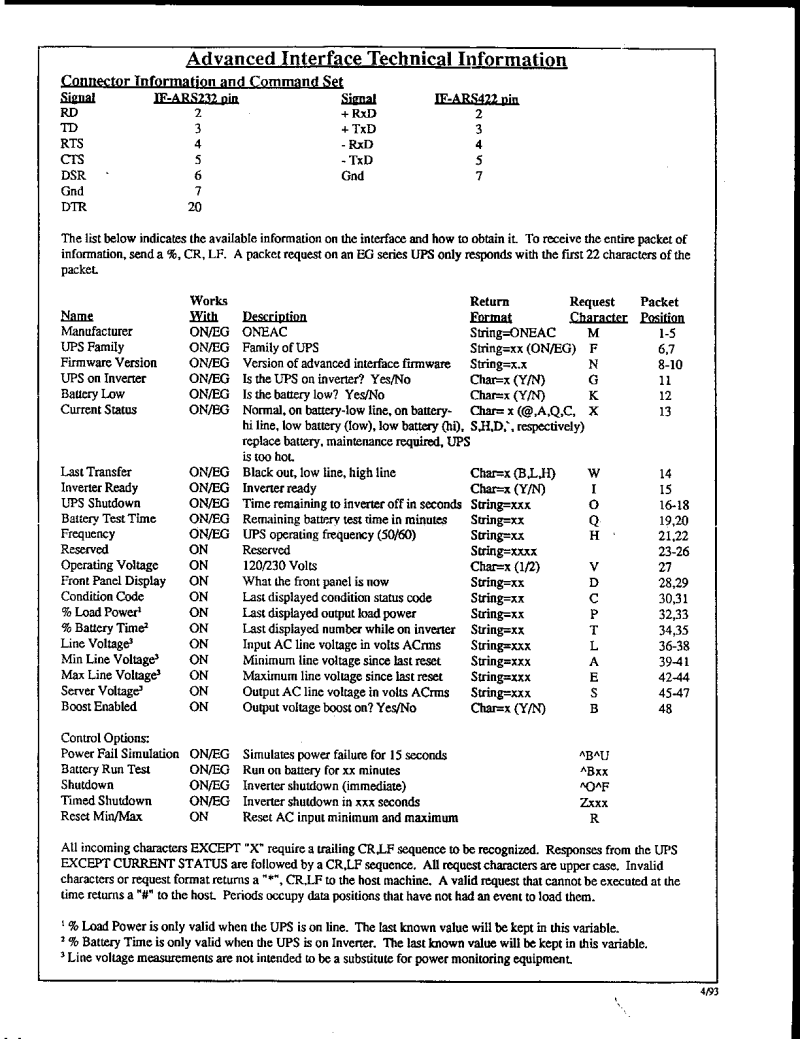 Advanced Interface Technical Information
Connector Information and Command Set
Signal IF-ARS232 pin Signal IF-ARS422 pin
RD 2 + RxD 2
TD 3 + TxD 3
RTS 4 - RxD 4
CTS 5 - TxD 5
DSR 6 Gnd 7
Gnd 7
DTR 20
The list below indicates the available information on the interface and how to obtain it. To receive the entire packet of
information, send a %, CR, LF. A packet request on an EG series UPS only responds with the first 22 characters of the
packet.
Works Return Request Packet
Name With Description Format Character Position
Manufacturer ON/EG ONEAC String=ONEAC M 1-5
UPS Family ON/EG Family of UPS String=xx (ON/EG) F 6,7
Firmware Version ON/EG Version of advanced interface firmware String=x.x N 8-10
UPS on Inverter ON/EG Is the UPS on inverter? Yes/No Char=x (Y/N) G 11
Battery Low ON/EG Is the battery low? Yes/No Char=x (Y/N) K 12
Current Status ON/EG Normal, on battery-low line, on battery- Char= x (@,A,Q,C, X 13
hi line, low battery (low), low battery (hi), S,H,D,`, respectively)
replace battery, maintenance required, UPS
is too hot.
Last Transfer ON/EG Black out, low line, high line Char=x (B,L,H) W 14
Inverter Ready ON/EG Inverter ready Char=x (Y/N) I 15
UPS Shutdown ON/EG Time remaining to inverter off in seconds String=xxx O 16-18
Battery Test Time ON/EG Remaining battery test time in minutes String=xx Q 19,20
Frequency ON/EG UPS operating frequency (50/60) String=xx H 21,22
Reserved ON Reserved String=xxxx 23-26
Operating Voltage ON 120/230 Volts Char=x (1/2) V 27
Front Panel Display ON What the front panel is now String=xx D 28,29
Condition Code ON Last displayed condition status code String=xx C 30,31
% Load Power¹ ON Last displayed output load power String=xx P 32,33
% Battery Time² ON Last displayed number while on inverter String=xx T 34,35
Line Voltage³ ON Input AC line voltage in volts ACrms String=xxx L 36-38
Min Line Voltage³ ON Minimum line voltage since last reset String=xxx A 39-41
Max Line Voltage³ ON Maximum line voltage since last reset String=xxx E 42-44
Server Voltage³ ON Output AC line voltage in volts ACrms String=xxx S 45-47
Boost Enabled ON Output voltage boost on? Yes/No Char=x (Y/N) B 48
Control Options:
Power Fail Simulation ON/EG Simulates power failure for 15 seconds ^B^U
Battery Run Test ON/EG Run on battery for xx minutes ^Bxx
Shutdown ON/EG Inverter shutdown (immediate) ^O^F
Timed Shutdown ON/EG Inverter shutdown in xxx seconds Zxxx
Reset Min/Max ON Reset AC input minimum and maximum R
All incoming characters EXCEPT "X" require a trailing CR,LF sequence to be recognized. Responses from the UPS
EXCEPT CURRENT STATUS are followed by a CR,LF sequence. All request characters are upper case. Invalid
characters or request format returns a "*", CR,LF to the host machine. A valid request that cannot be executed at the
time returns a "#" to the host. Periods occupy data positions that have not had an event to load them.
¹ % Load Power is only valid when the UPS is on line. The last known value will be kept in this variable.
² % Battery Time is only valid when the UPS is on Inverter. The last known value will be kept in this variable.
³ Line voltage measurements are not intended to be a substitute for power monitoring equipment.
4/93